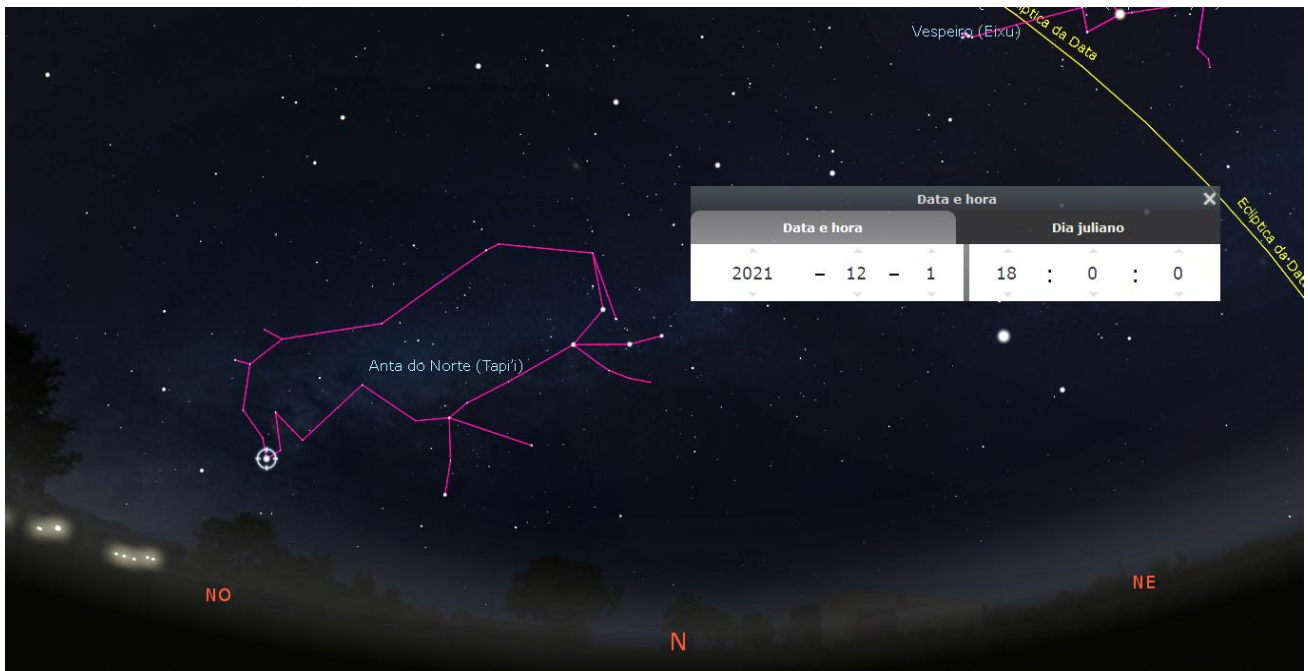 Eclíptica da Data
Vespeiro (Eixu)
Data e hora
Data e hora Dia juliano
2021 - 12 - 1 18 : 0 : 0
Eclíptica da Data
Anta do Norte (Tapi'i)
NO
NE
N